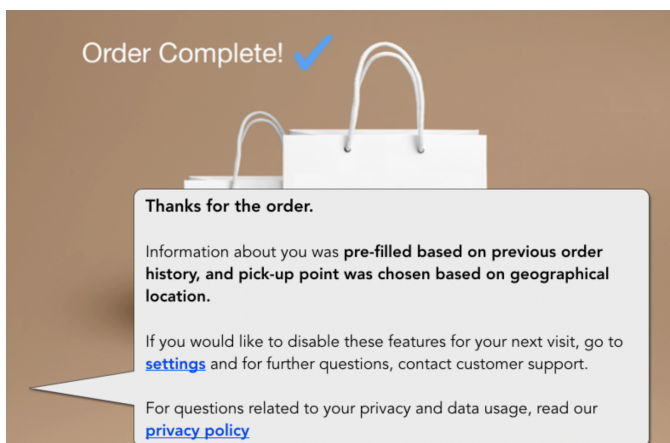 Order Complete!
Thanks for the order.
Information about you was pre-filled based on previous order
history, and pick-up point was chosen based on geographical
location.
If you would like to disable these features for your next visit, go to
settings and for further questions, contact customer support.
For questions related to your privacy and data usage, read our
privacy policy